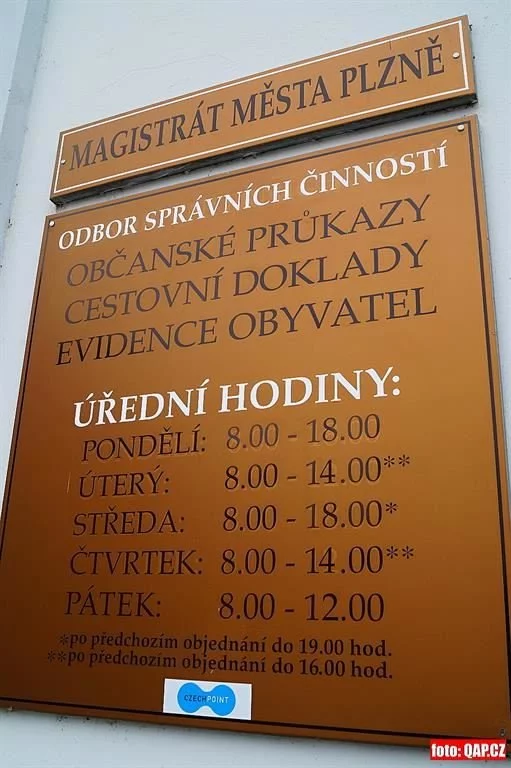 MAGISTRÁT MĚSTA PLZNĚ
ODBOR SPRÁVNÍCH ČINNOSTÍ
OBČANSKÉ PRŮKAZY
CESTOVNÍ DOKLADY
EVIDENCE OBYVATEL
ÚŘEDNÍ HODINY:
PONDĚLÍ: 8.00 - 18.00
ÚTERÝ: 8.00 - 14.00**
STŘEDA: 8.00 - 18.00*
ČTVRTEK: 8.00 - 14.00**
PÁTEK: 8.00 - 12.00
*po předchozím objednání do 19.00 hod.
**po předchozím objednání do 16.00 hod.
CZECH POINT
foto: QAP.CZ